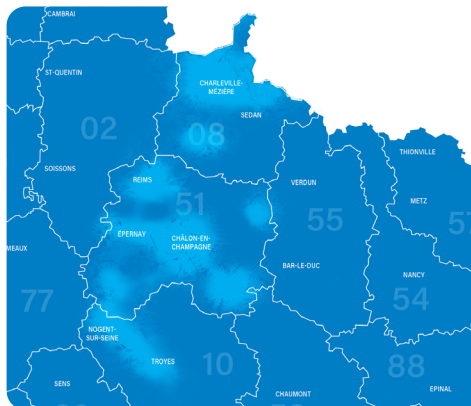 CAMBRAI
ST-QUENTIN
CHARLEVILLE-
MÉZIÈRE
SEDAN
02
08
THIONVILLE
SOISSONS
REIMS
VERDUN
METZ
51
55
ÉPERNAY
CHÂLON-EN-
CHAMPAGNE
MEAUX
BAR-LE-DUC
NANCY
77
54
NOGENT-
SUR-SEINE
TROYES
10
88
SENS
CHAUMONT
EPINAL